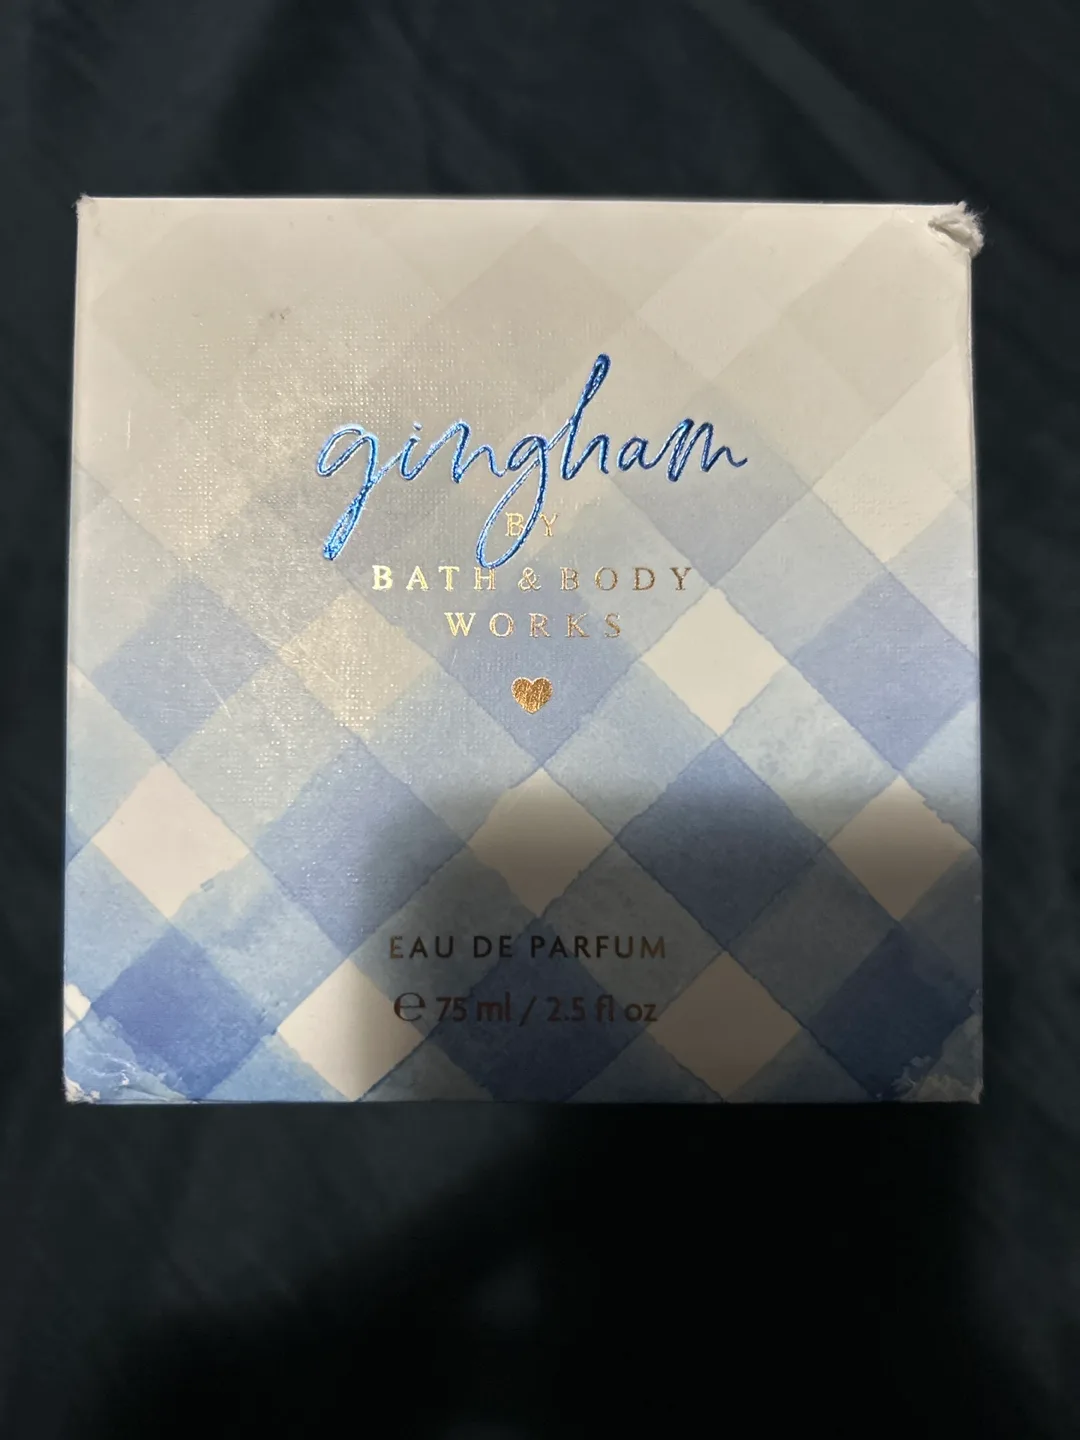 gingham
BY
BATH & BODY
WORKS
EAU DE PARFUM
℮ 75 ml / 2.5 fl oz